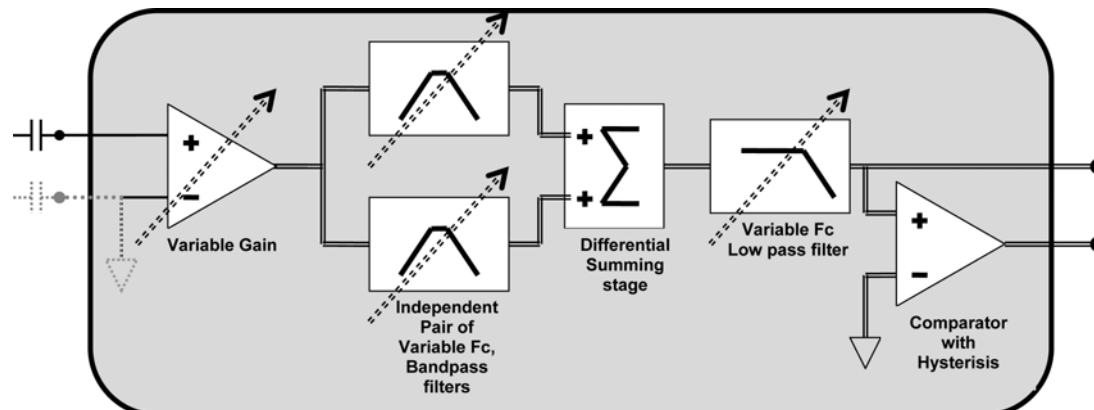 Variable Gain
Independent
Pair of
Variable Fc,
Bandpass
filters
Differential
Summing
stage
Variable Fc
Low pass filter
Comparator
with
Hysterisis